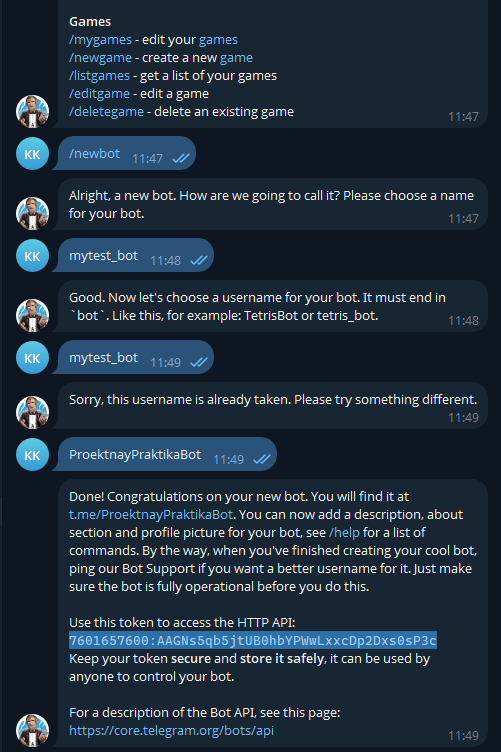 Games
/mygames - edit your games
/newgame - create a new game
/listgames - get a list of your games
/editgame - edit a game
/deletegame - delete an existing game
11:47
KK
/newbot 11:47
Alright, a new bot. How are we going to call it? Please choose a name
for your bot.
11:47
KK
mytest_bot 11:48
Good. Now let's choose a username for your bot. It must end in
`bot`. Like this, for example: TetrisBot or tetris_bot.
11:48
KK
mytest_bot 11:49
Sorry, this username is already taken. Please try something different.
11:49
KK
ProektnayPraktikaBot 11:49
Done! Congratulations on your new bot. You will find it at
t.me/ProektnayPraktikaBot. You can now add a description, about
section and profile picture for your bot, see /help for a list of
commands. By the way, when you've finished creating your cool bot,
ping our Bot Support if you want a better username for it. Just make
sure the bot is fully operational before you do this.
Use this token to access the HTTP API:
7601657600:AAGNs5qb5jtUB0hbYPWwLxxcDp2Dxs0sP3c
Keep your token secure and store it safely, it can be used by
anyone to control your bot.
For a description of the Bot API, see this page:
https://core.telegram.org/bots/api
11:49